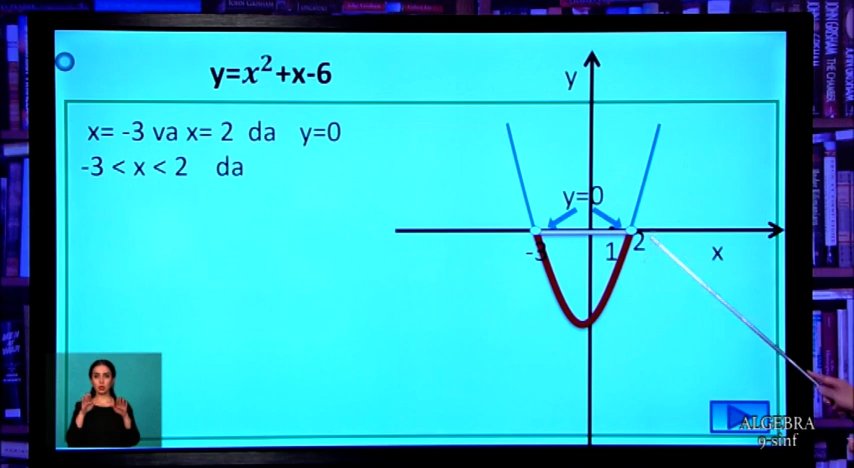 y=x²+x-6
x= -3 va x= 2 da y=0
-3 < x < 2 da
y
y=0
-3
1
2
x
ALGEBRA
9-sinf